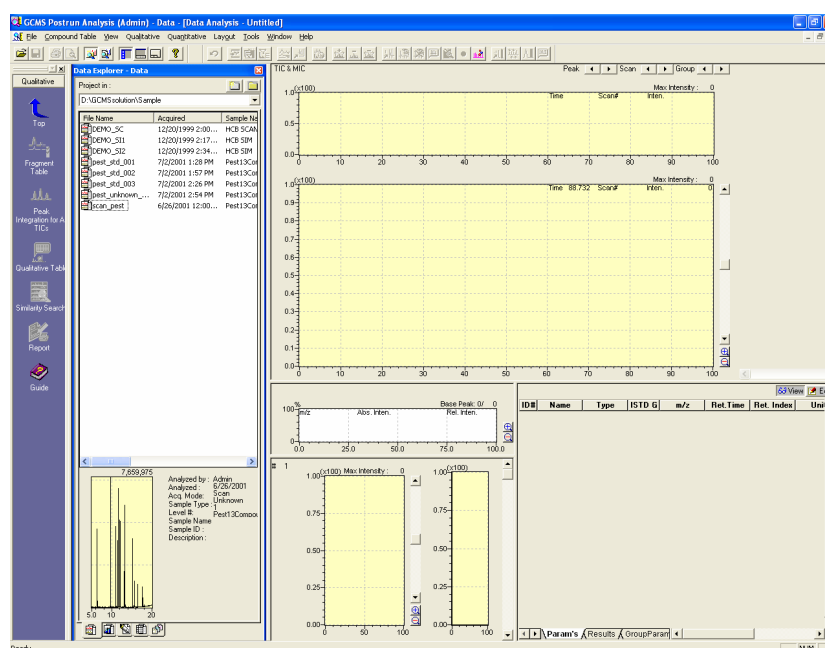 GCMS Postrun Analysis (Admin) - Data - [Data Analysis - Untitled]
File Compound Table View Qualitative Quantitative Layout Tools Window Help
Qualitative
Top
Fragment
Table
Peak
Integration for A
TICs
Qualitative Tabl
Similarity Search
Report
Guide
Data Explorer - Data
Project in :
D:\GCMSsolution\Sample
File Name Acquired Sample Na
DEMO_SC 12/20/1999 2:00... HCB SCAN
DEMO_SI1 12/20/1999 2:17... HCB SIM
DEMO_SI2 12/20/1999 2:34... HCB SIM
pest_std_001 7/2/2001 1:28 PM Pest13Com
pest_std_002 7/2/2001 1:57 PM Pest13Cor
pest_std_003 7/2/2001 2:26 PM Pest13Cor
pest_unknown_... 7/2/2001 2:54 PM Pest13Cor
scan_pest 6/26/2001 12:00... Pest13Cor
7,659,975
5.0 10 20
Analyzed by : Admin
Analyzed : 6/26/2001
Acq. Mode: Scan
Sample Type : Unknown
Level #: 1
Sample Name Pest13Compou
Sample ID :
Description :
TIC & MIC
Peak Scan Group
(x100) Max Intensity : 0
Time Scan# Inten.
1.0
0.5
0.0
0 10 20 30 40 50 60 70 80 90 100
(x100) Max Intensity : 0
Time 88.732 Scan# Inten. 0
1.0
0.9
0.8
0.7
0.6
0.5
0.4
0.3
0.2
0.1
0.0
0 10 20 30 40 50 60 70 80 90 100
% Base Peak: 0/ 0
100 m/z Abs. Inten. Rel. Inten.
0
0.0 25.0 50.0 75.0 100.0
# 1
(x100) Max Intensity : 0
1.00
0.75
0.50
0.25
0.00
0 50 100
(x100)
1.00
0.75
0.50
0.25
0.00
0 100
View
ID# Name Type ISTD G m/z Ret.Time Ret. Index Uni
Param's Results GroupParam
Ready
NUM